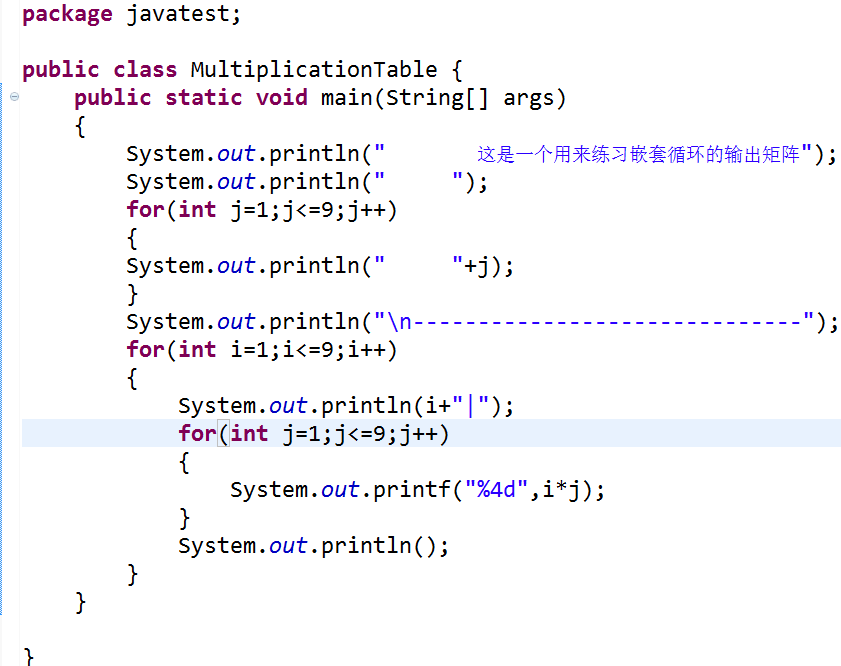 package javatest;

public class MultiplicationTable {
    public static void main(String[] args)
    {
        System.out.println("       这是一个用来练习嵌套循环的输出矩阵");
        System.out.println("     ");
        for(int j=1;j<=9;j++)
        {
        System.out.println("     "+j);
        }
        System.out.println("\n------------------------------");
        for(int i=1;i<=9;i++)
        {
            System.out.println(i+"|");
            for(int j=1;j<=9;j++)
            {
                System.out.printf("%4d",i*j);
            }
            System.out.println();
        }
    }

}